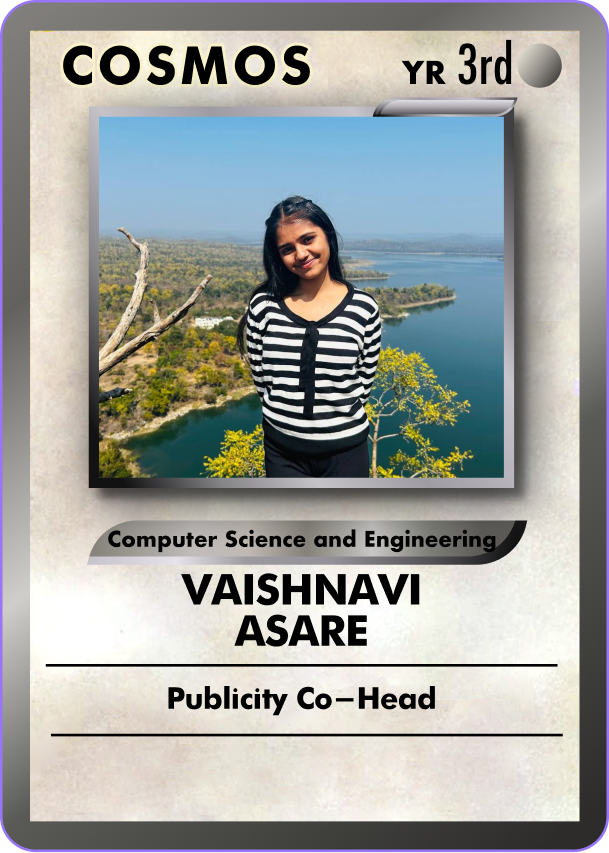 COSMOS YR 3rd
Computer Science and Engineering
VAISHNAVI
ASARE
Publicity Co–Head